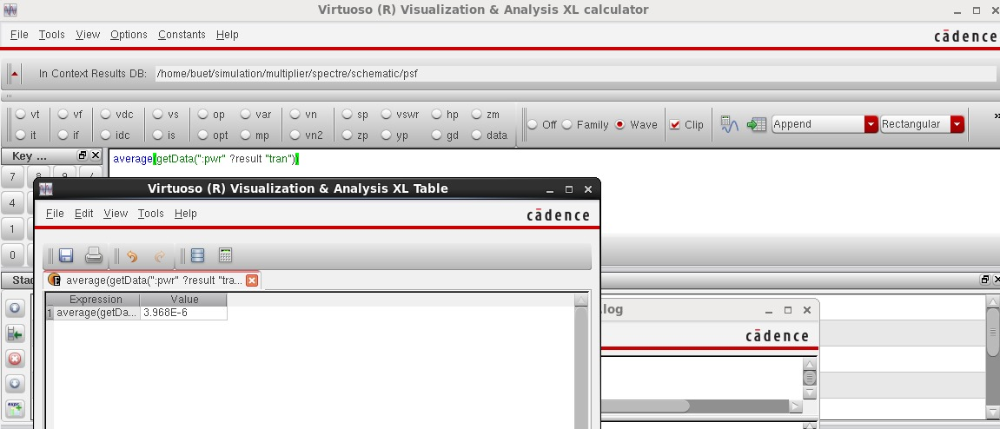 Virtuoso (R) Visualization & Analysis XL calculator
File Tools View Options Constants Help
cādence
In Context Results DB: /home/buet/simulation/multiplier/spectre/schematic/psf
vt vf vdc vs op var vn sp vswr hp zm
Off Family Wave Clip Append Rectangular »
it if idc is opt mp vn2 zp yp gd data
Key ...
average(getData(":pwr" ?result "tran"))
7 8 9 /
Virtuoso (R) Visualization & Analysis XL Table
4
File Edit View Tools Help
cādence
1
0
Stac
average(getData(":pwr" ?result "tra...
Expression Value
1 average(getDa... 3.968E-6
log
cādence
expr